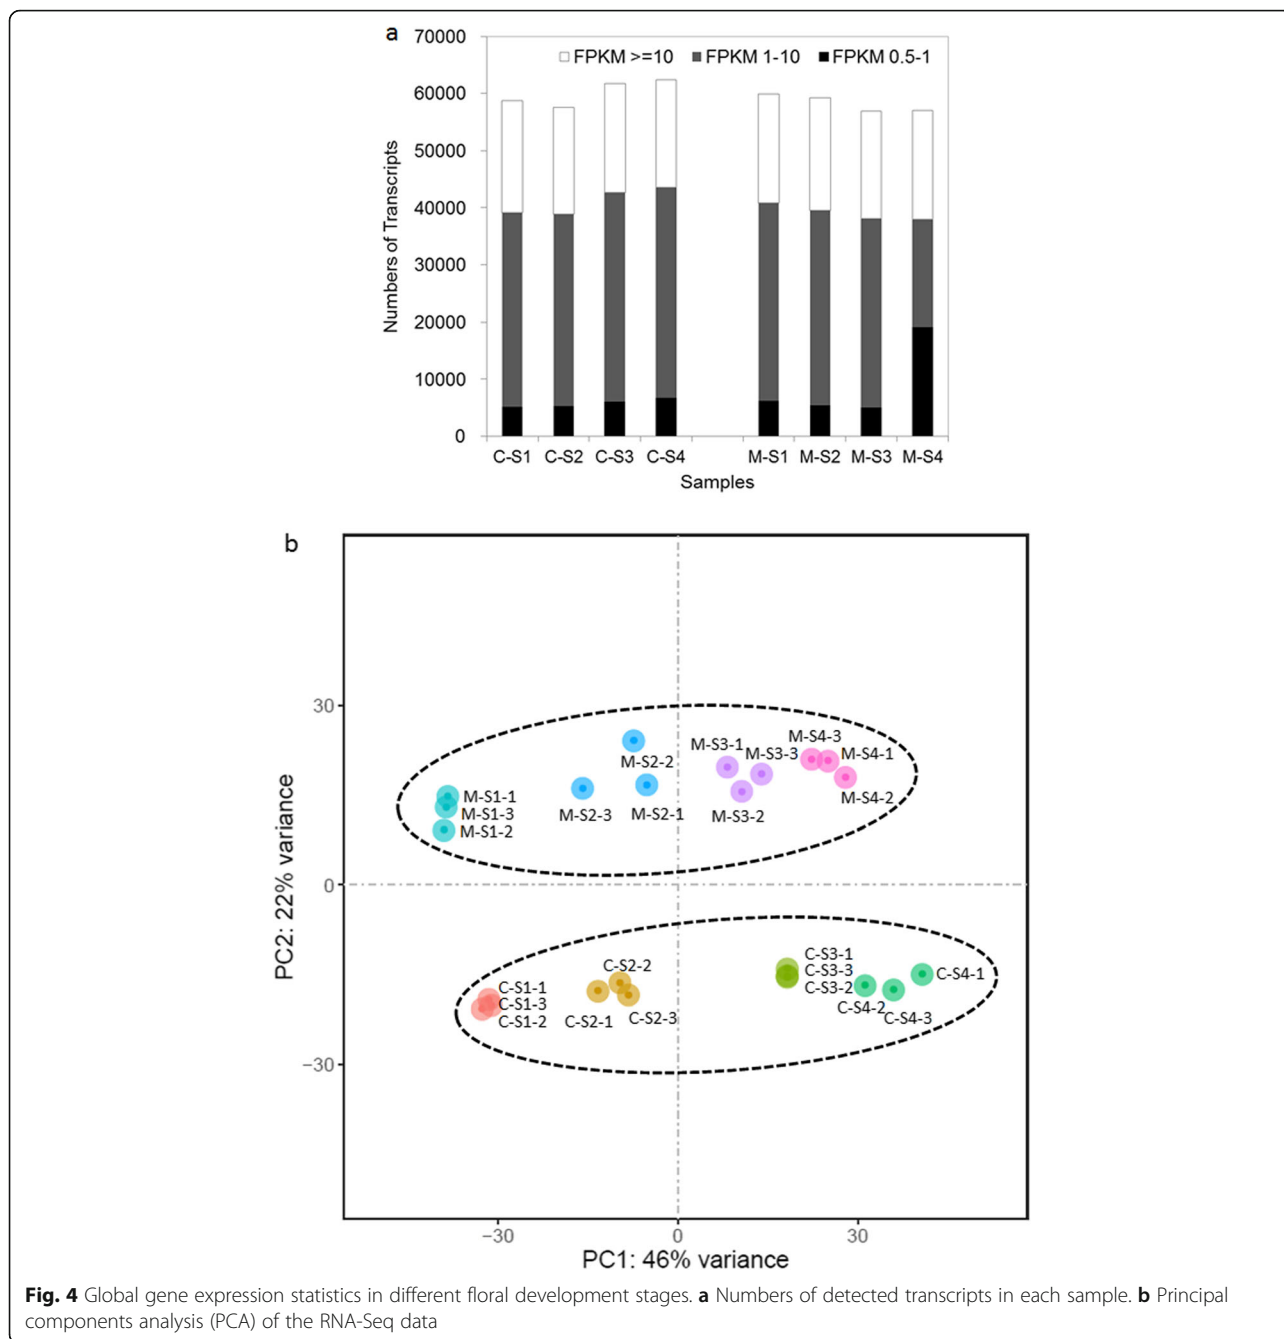 a
70000
60000
50000
40000
30000
20000
10000
0
Numbers of Transcripts
FPKM >=10 FPKM 1-10 FPKM 0.5-1
C-S1 C-S2 C-S3 C-S4 M-S1 M-S2 M-S3 M-S4
Samples
b
30
0
−30
PC2: 22% variance
M-S1-1
M-S1-3
M-S1-2
M-S2-2
M-S2-3
M-S2-1
M-S3-1
M-S3-3
M-S3-2
M-S4-3
M-S4-1
M-S4-2
C-S1-1
C-S1-3
C-S1-2
C-S2-2
C-S2-1
C-S2-3
C-S3-1
C-S3-3
C-S3-2
C-S4-1
C-S4-2
C-S4-3
−30 0 30
PC1: 46% variance
Fig. 4 Global gene expression statistics in different floral development stages. a Numbers of detected transcripts in each sample. b Principal
components analysis (PCA) of the RNA-Seq data